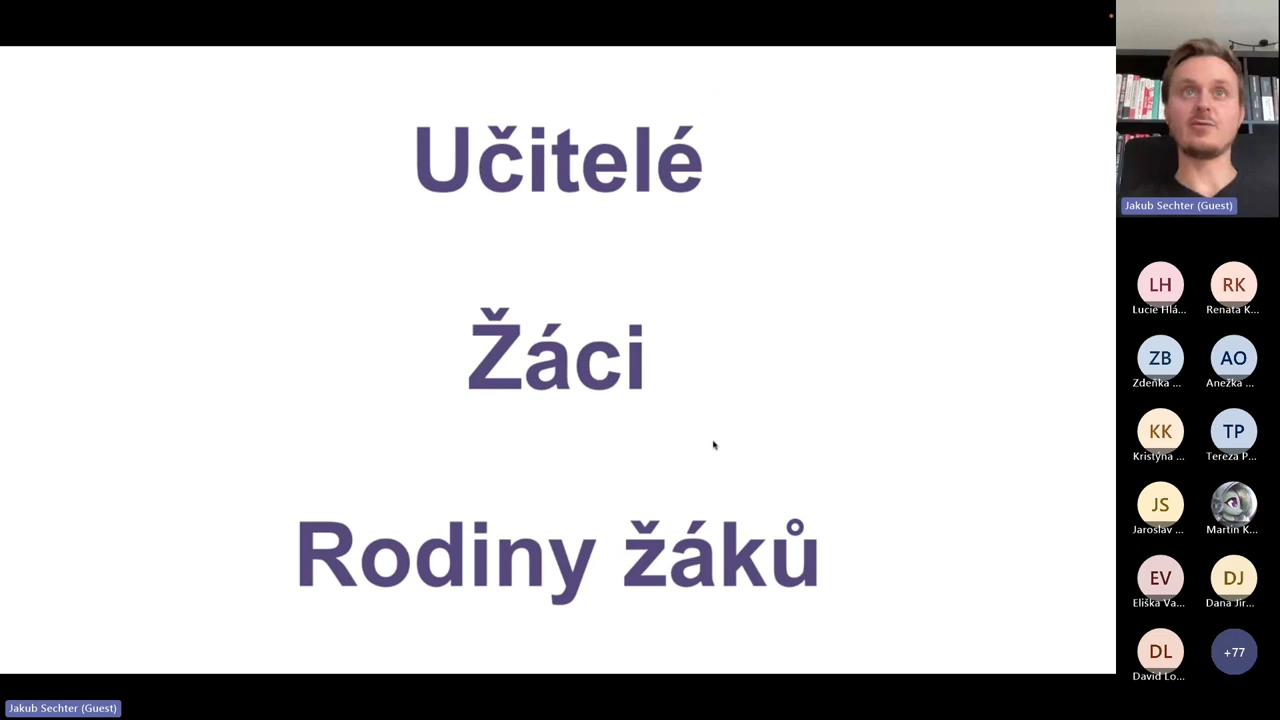 Učitelé
Žáci
Rodiny žáků
Jakub Sechter (Guest)
LH
RK
Lucie Hlá...
Renata K...
ZB
AO
Zdeňka ...
Anežka ...
KK
TP
Kristýna ...
Tereza P...
JS
Jaroslav ...
Martin K...
EV
DJ
Eliška Va...
Dana Jir...
DL
+77
David Lo...
Jakub Sechter (Guest)